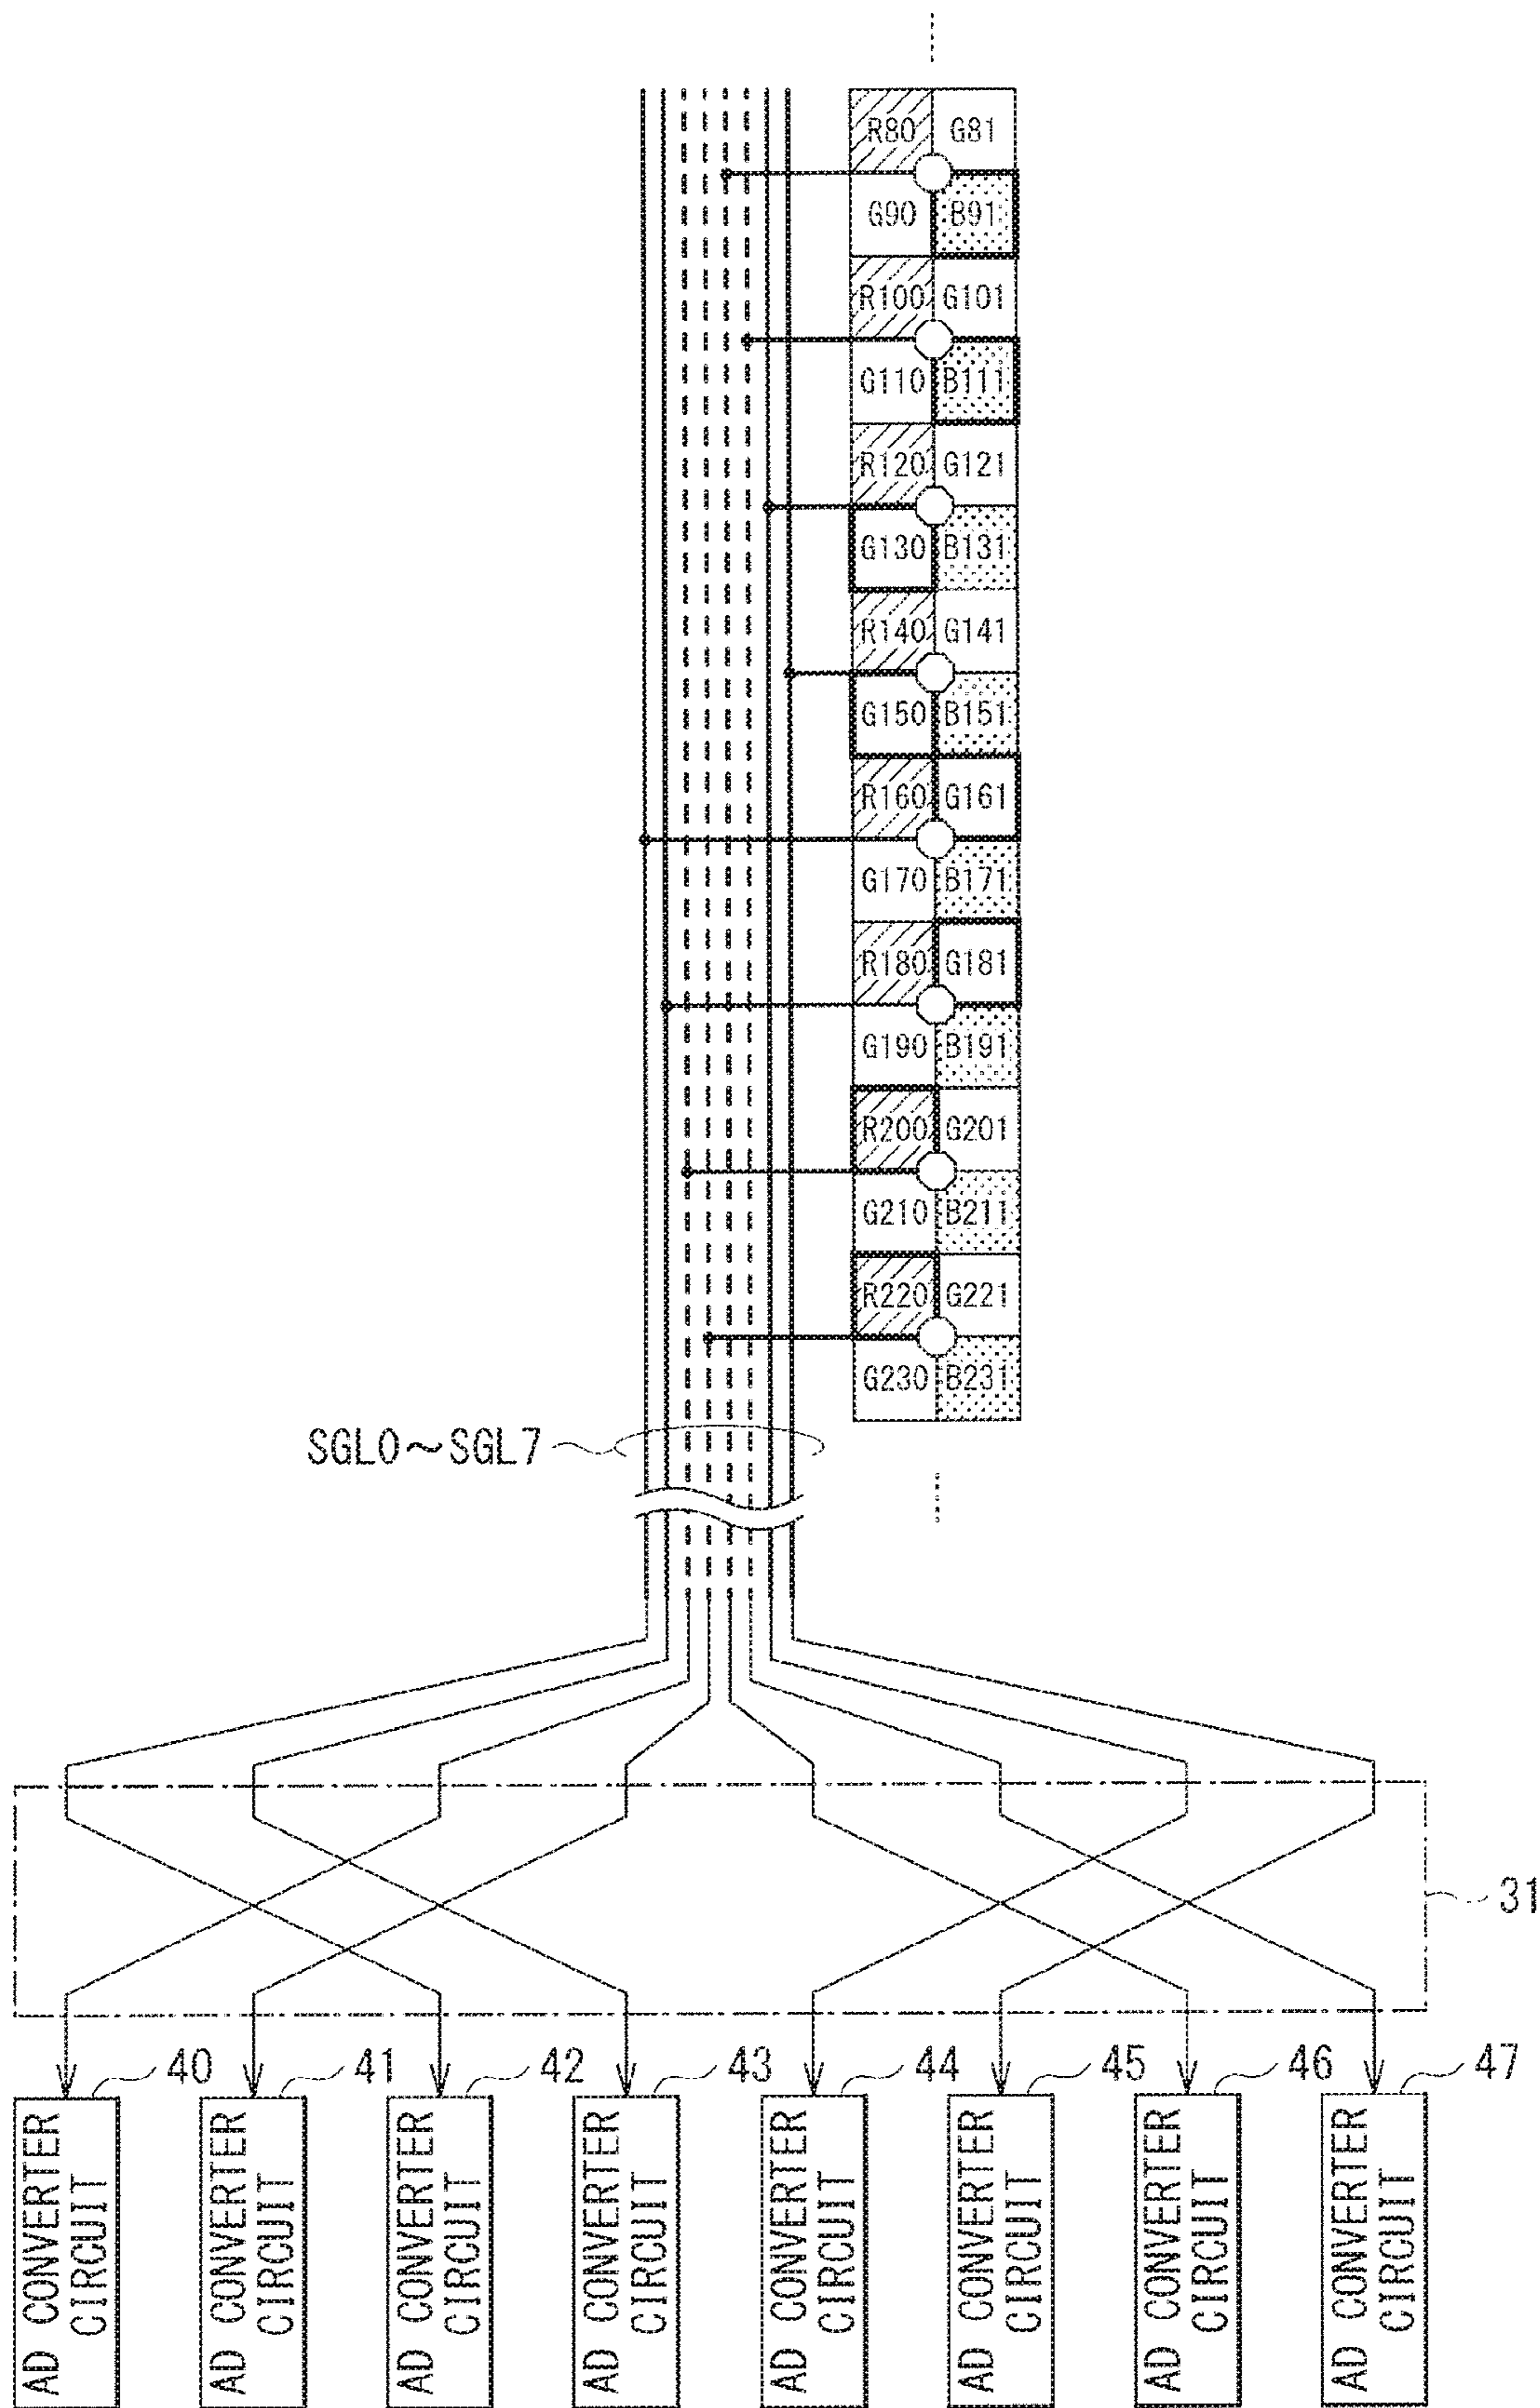 R80 G81
G90 B91
R100 G101
G110 B111
R120 G121
G130 B131
R140 G141
G150 B151
R160 G161
G170 B171
R180 G181
G190 B191
R200 G201
G210 B211
R220 G221
G230 B231
SGL0~SGL7
31
40
41
42
43
44
45
46
47
AD CONVERTER
CIRCUIT
AD CONVERTER
CIRCUIT
AD CONVERTER
CIRCUIT
AD CONVERTER
CIRCUIT
AD CONVERTER
CIRCUIT
AD CONVERTER
CIRCUIT
AD CONVERTER
CIRCUIT
AD CONVERTER
CIRCUIT